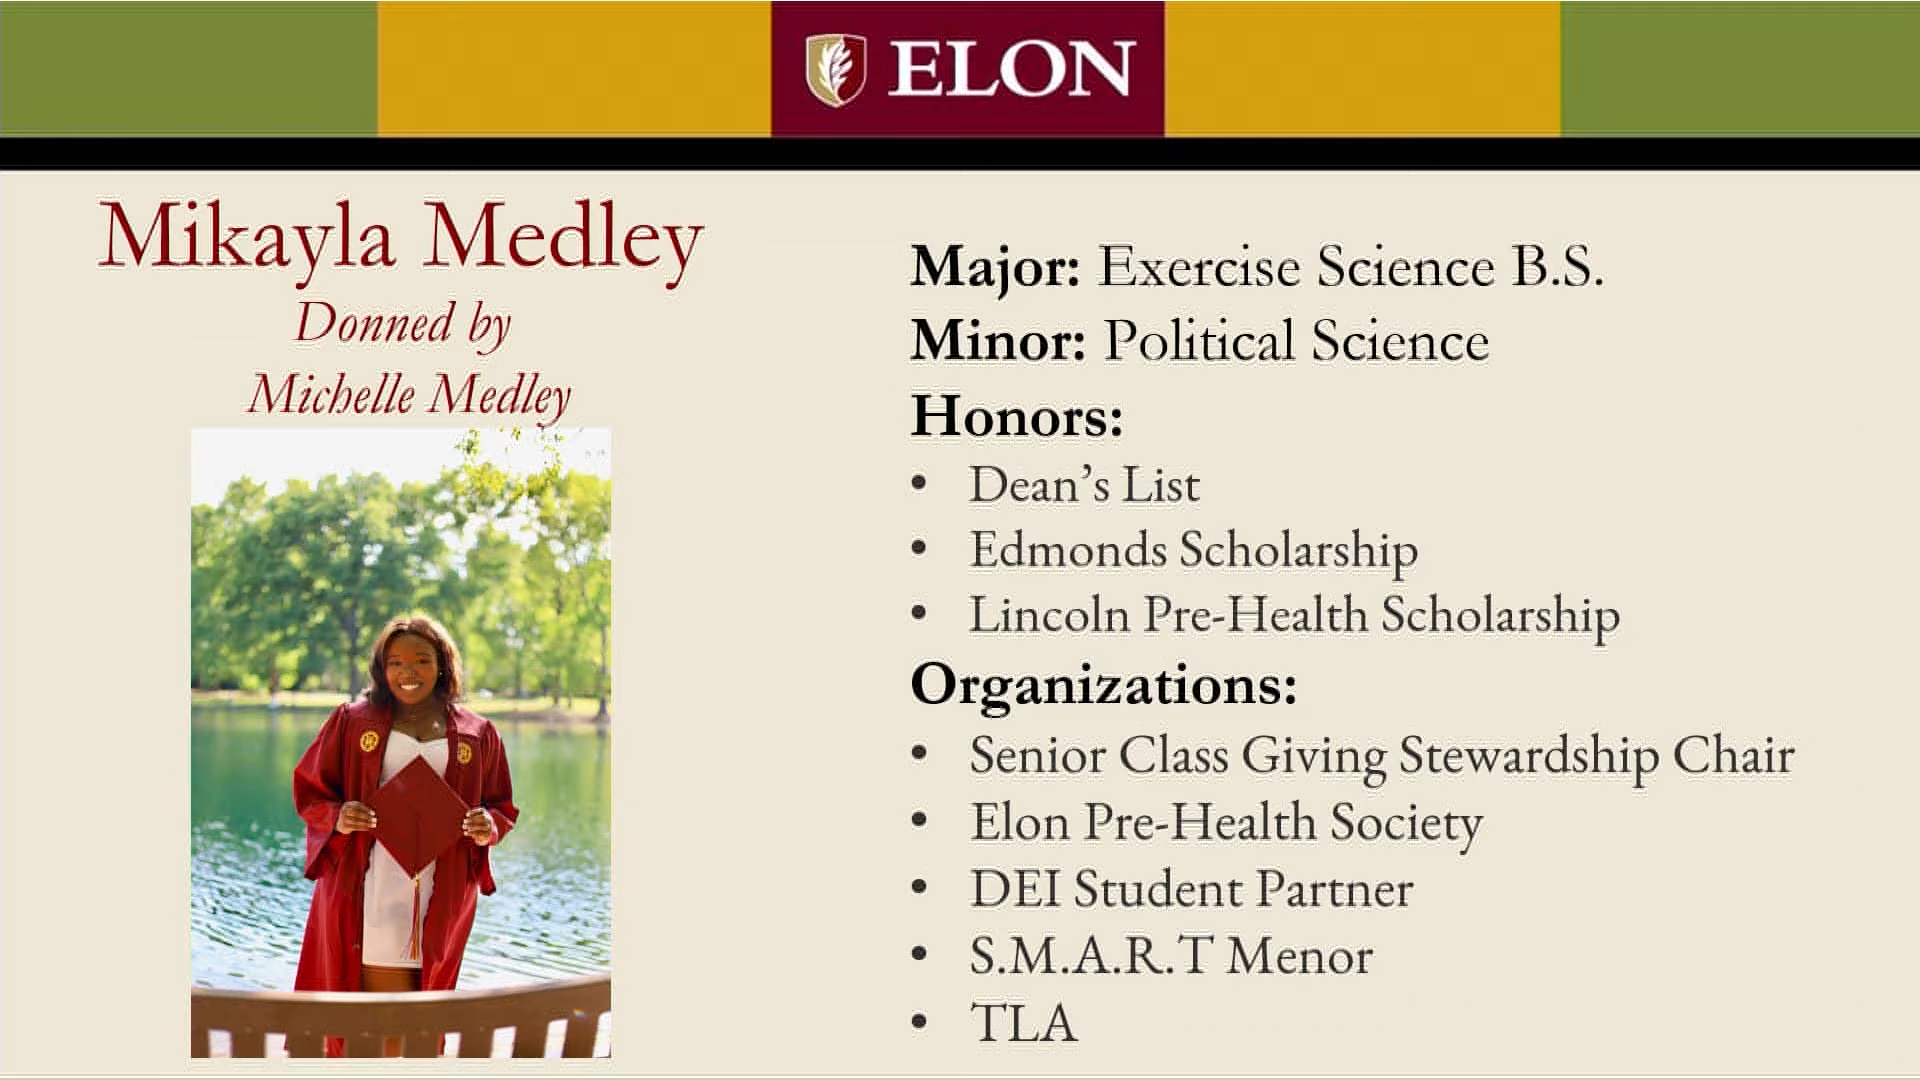 ELON
Mikayla Medley
Donned by
Michelle Medley
Major: Exercise Science B.S.
Minor: Political Science
Honors:
• Dean’s List
• Edmonds Scholarship
• Lincoln Pre-Health Scholarship
Organizations:
• Senior Class Giving Stewardship Chair
• Elon Pre-Health Society
• DEI Student Partner
• S.M.A.R.T Menor
• TLA